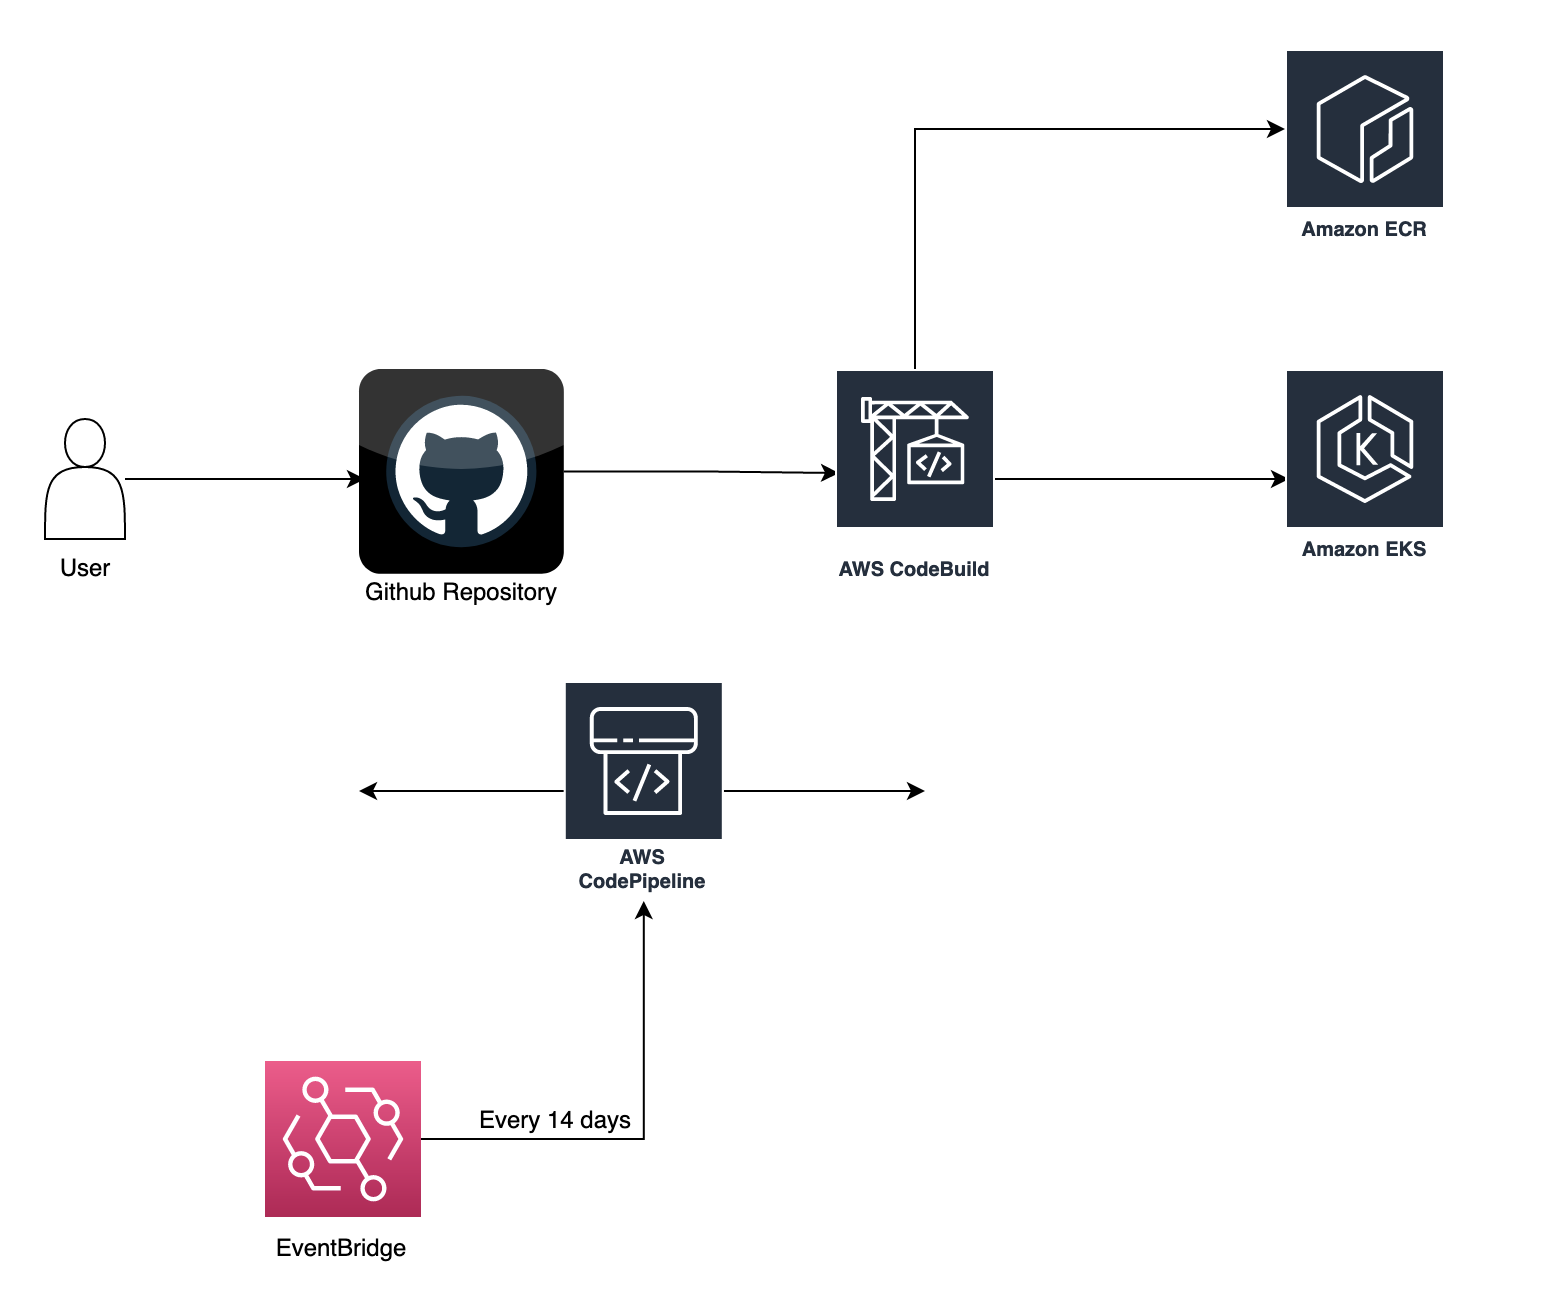 Amazon ECR
User
Github Repository
AWS CodeBuild
Amazon EKS
AWS
CodePipeline
Every 14 days
EventBridge